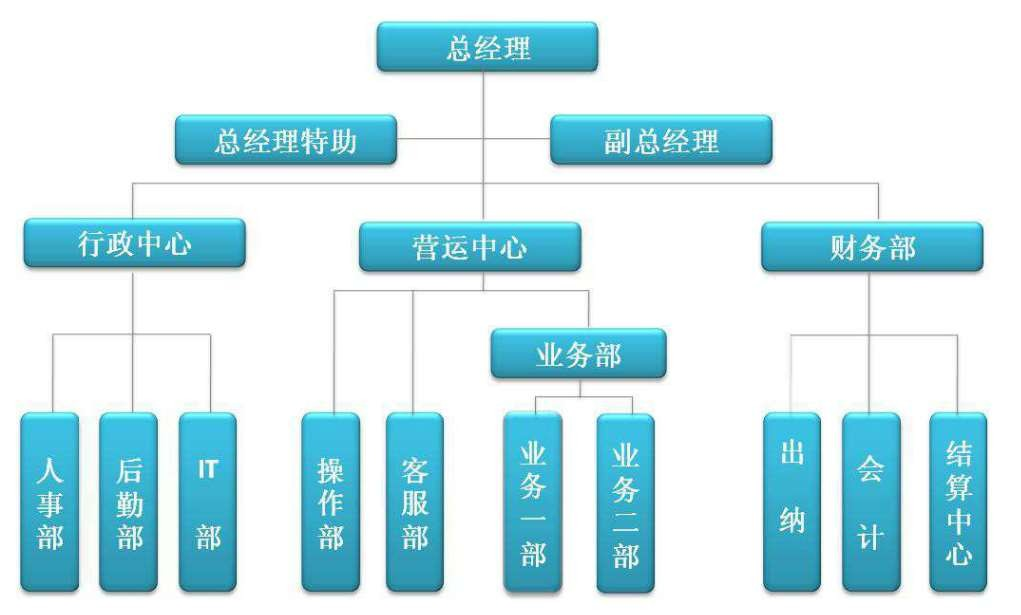 总经理
总经理特助
副总经理
行政中心
营运中心
财务部
业务部
人事部
后勤部
IT部
操作部
客服部
业务一部
业务二部
出纳
会计
结算中心